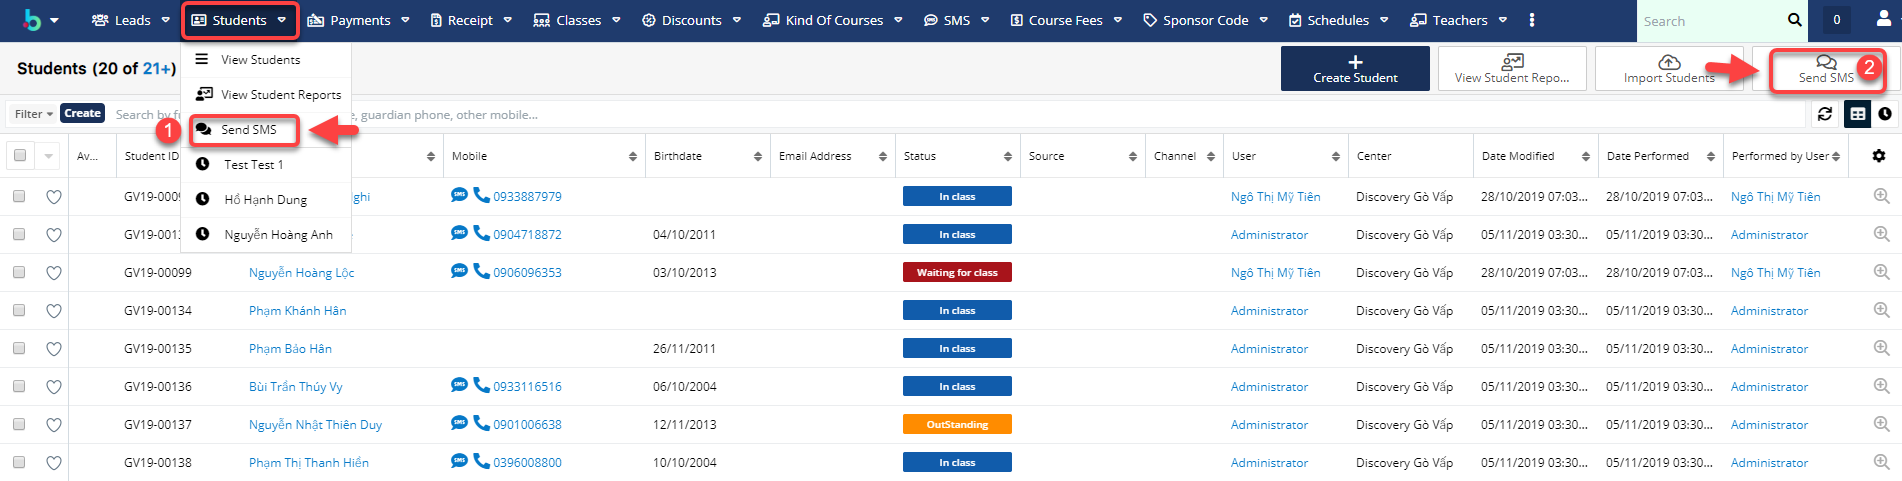 Leads Students Payments Receipt Classes Discounts Kind Of Courses SMS Course Fees Sponsor Code Schedules Teachers Search 0
View Students
Students (20 of 21+) Create Student View Student Repo... Import Students Send SMS 2
View Student Reports
Filter Create Search by , guardian phone, other mobile...
1 Send SMS
Av... Student ID Mobile Birthdate Email Address Status Source Channel User Center Date Modified Date Performed Performed by User
Test Test 1
GV19-000 ghi SMS 0933887979 In class Ngô Thị Mỹ Tiên Discovery Gò Vấp 28/10/2019 07:03... 28/10/2019 07:03... Ngô Thị Mỹ Tiên
Hồ Hạnh Dung
GV19-001 SMS 0904718872 04/10/2011 In class Administrator Discovery Gò Vấp 05/11/2019 03:30... 05/11/2019 03:30... Administrator
Nguyễn Hoàng Anh
GV19-00099 Nguyễn Hoàng Lộc SMS 0906096353 03/10/2013 Waiting for class Ngô Thị Mỹ Tiên Discovery Gò Vấp 28/10/2019 07:03... 28/10/2019 07:03... Ngô Thị Mỹ Tiên
GV19-00134 Phạm Khánh Hân In class Administrator Discovery Gò Vấp 05/11/2019 03:30... 05/11/2019 03:30... Administrator
GV19-00135 Phạm Bảo Hân 26/11/2011 In class Administrator Discovery Gò Vấp 05/11/2019 03:30... 05/11/2019 03:30... Administrator
GV19-00136 Bùi Trần Thúy Vy SMS 0933116516 06/10/2004 In class Administrator Discovery Gò Vấp 05/11/2019 03:30... 05/11/2019 03:30... Administrator
GV19-00137 Nguyễn Nhật Thiên Duy SMS 0901006638 12/11/2013 OutStanding Administrator Discovery Gò Vấp 05/11/2019 03:30... 05/11/2019 03:30... Administrator
GV19-00138 Phạm Thị Thanh Hiền SMS 0396008800 10/10/2004 In class Administrator Discovery Gò Vấp 05/11/2019 03:30... 05/11/2019 03:30... Administrator